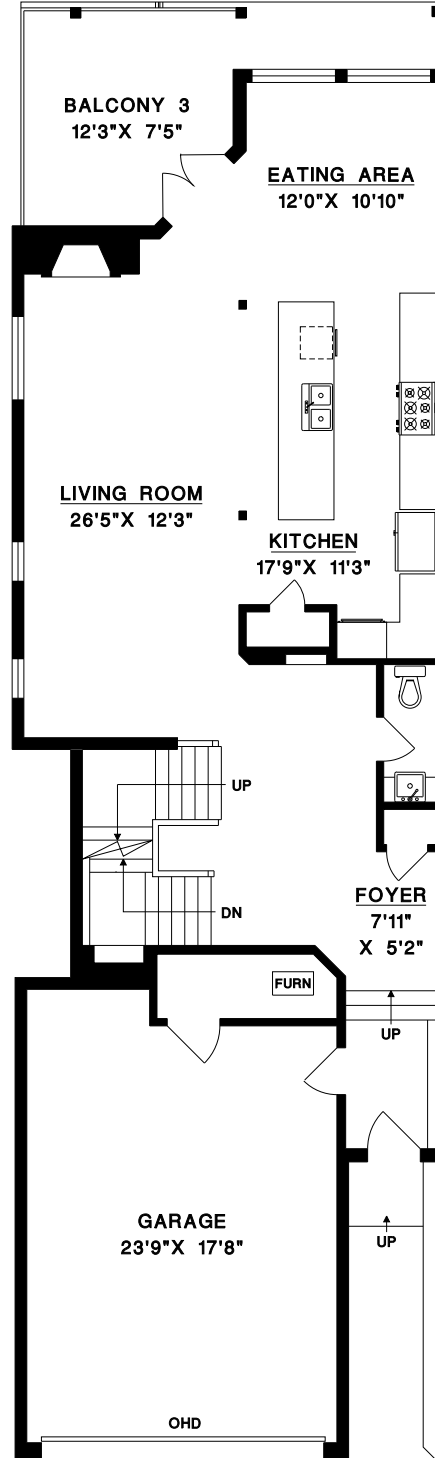 BALCONY 3
12'3"X 7'5"
EATING AREA
12'0"X 10'10"
LIVING ROOM
26'5"X 12'3"
KITCHEN
17'9"X 11'3"
UP
DN
FOYER
7'11"
X 5'2"
FURN
UP
GARAGE
23'9"X 17'8"
UP
OHD